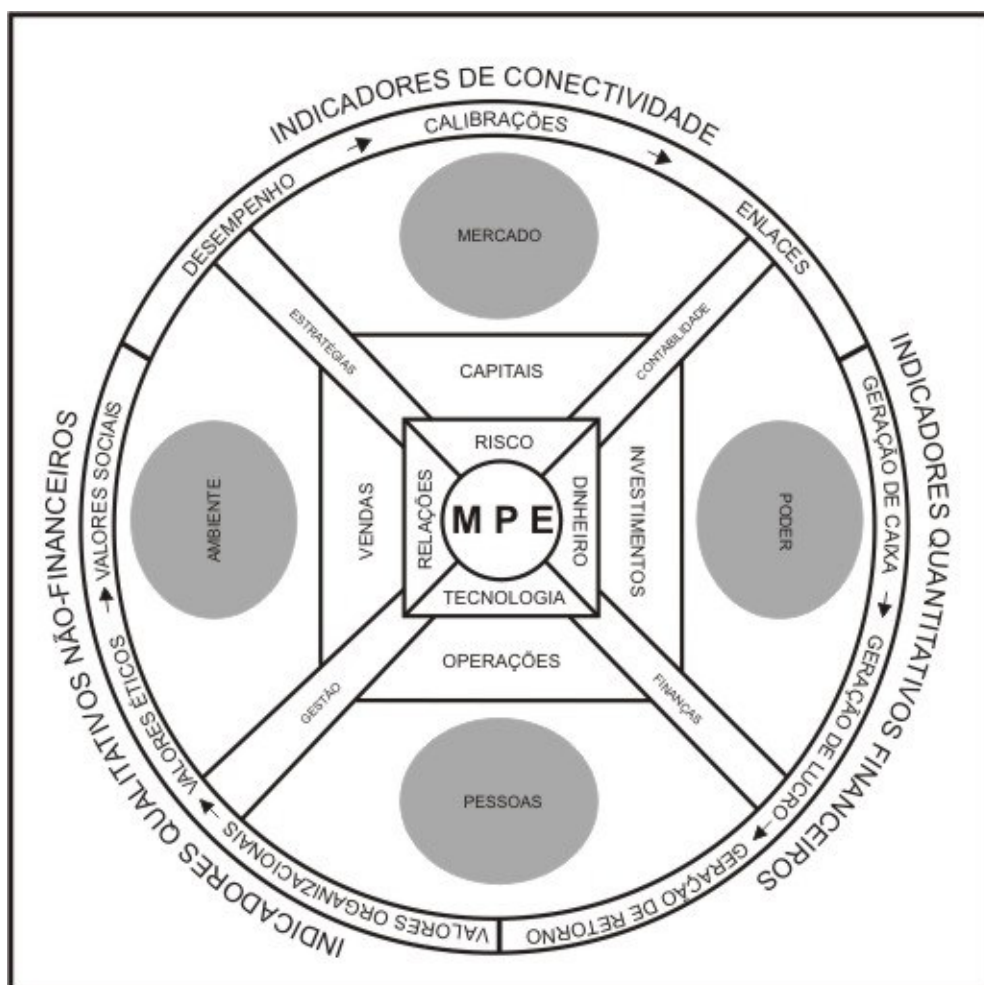 INDICADORES DE CONECTIVIDADE
CALIBRAÇÕES
DESEMPENHO
ENLACES
MERCADO
ESTRATÉGIAS
CONTABILIDADE
CAPITAIS
RISCO
INDICADORES QUANTITATIVOS FINANCEIROS
GERAÇÃO DE CAIXA
GERAÇÃO DE LUCRO
GERAÇÃO DE RETORNO
INDICADORES QUALITATIVOS NÃO-FINANCEIROS
VALORES ORGANIZACIONAIS
VALORES ÉTICOS
VALORES SOCIAIS
AMBIENTE
VENDAS
RELAÇÕES
MPE
DINHEIRO
INVESTIMENTOS
PODER
TECNOLOGIA
OPERAÇÕES
GESTÃO
FINANÇAS
PESSOAS